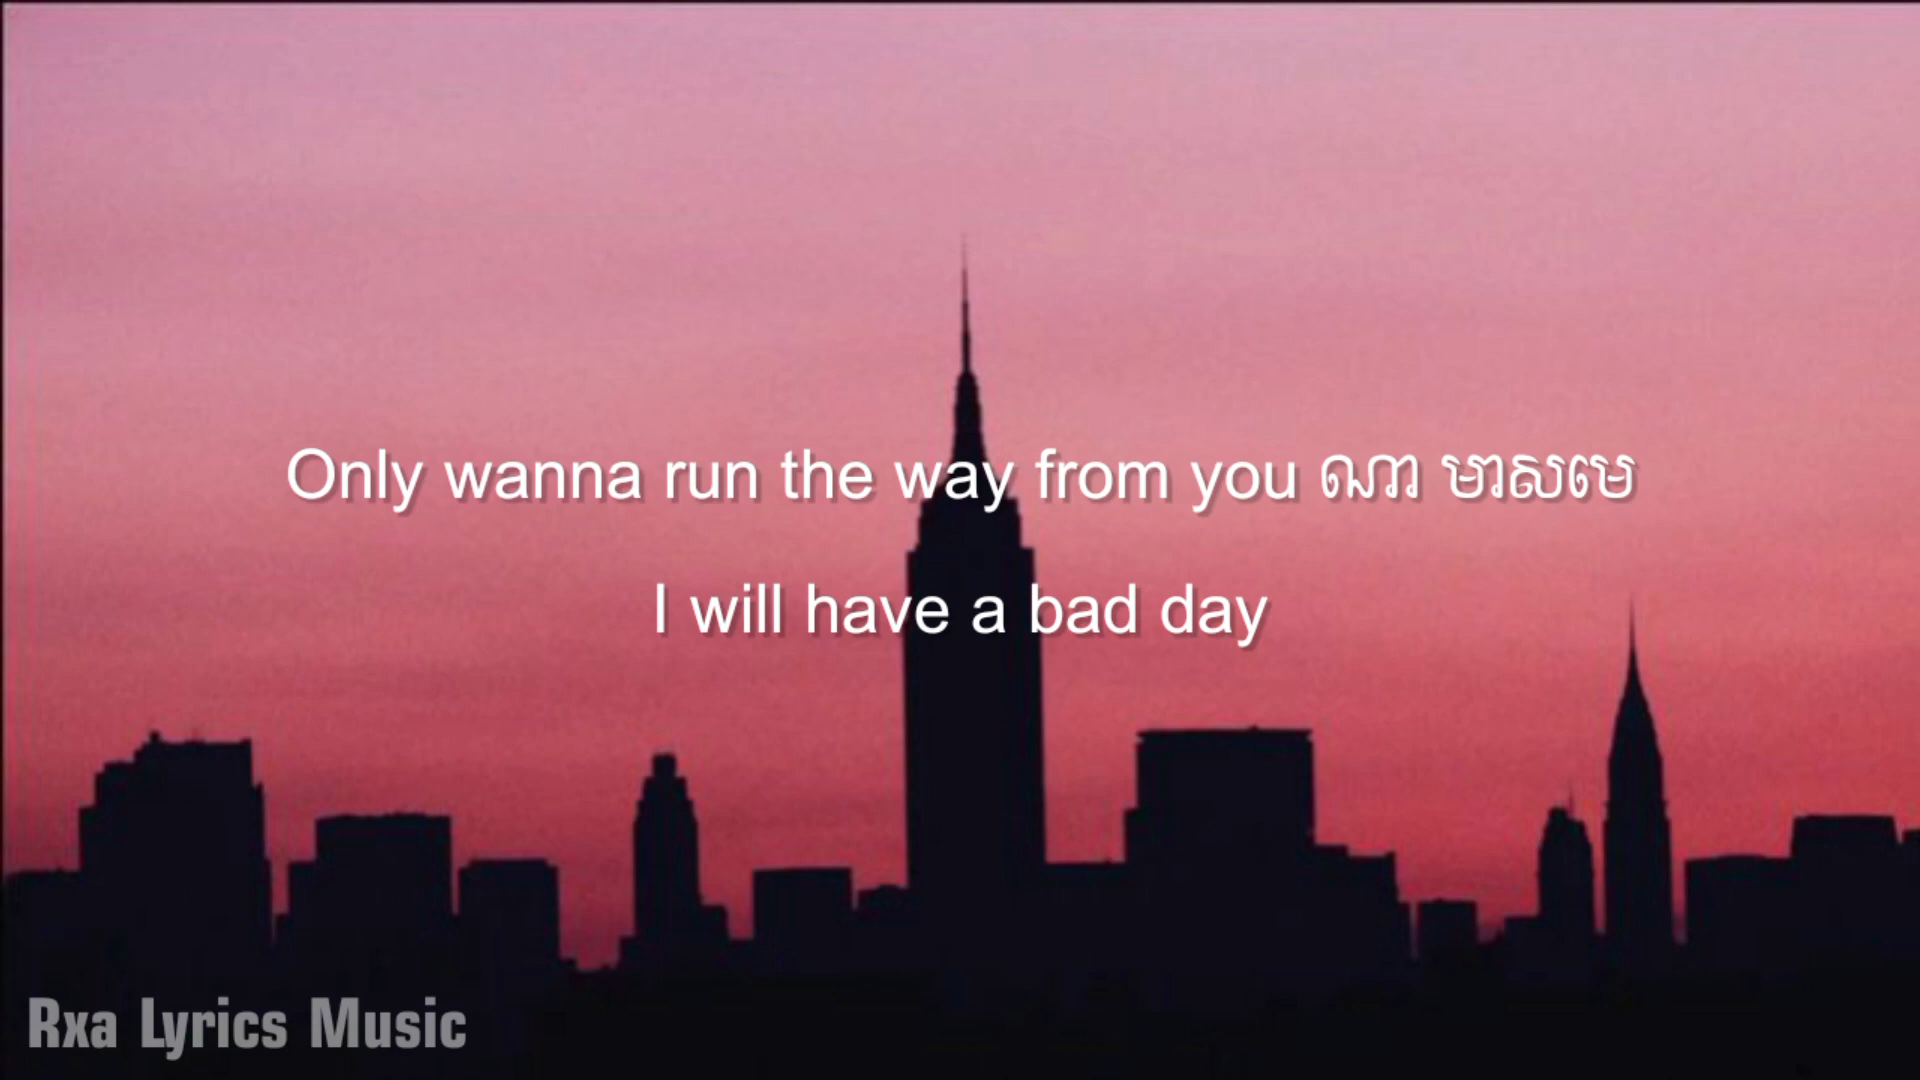 Only wanna run the way from you ណា មាសមេ
I will have a bad day
Rxa Lyrics Music